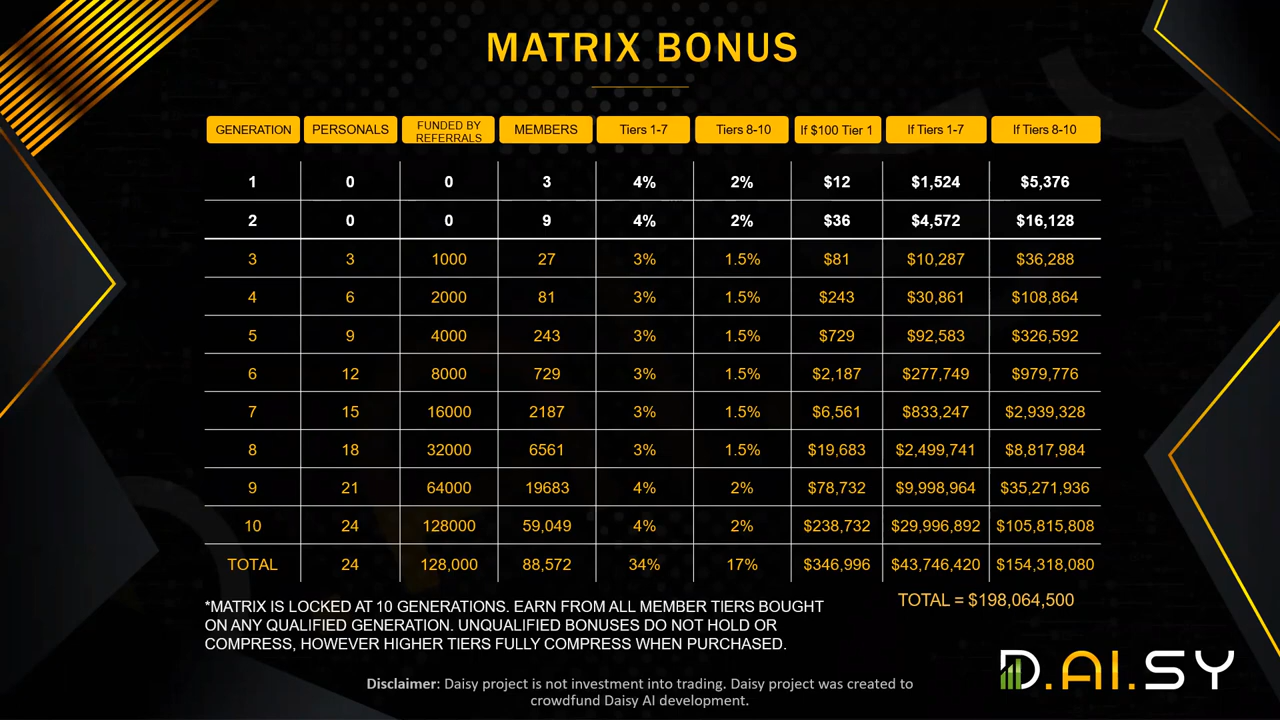 MATRIX BONUS
GENERATION PERSONALS FUNDED BY REFERRALS MEMBERS Tiers 1-7 Tiers 8-10 If $100 Tier 1 If Tiers 1-7 If Tiers 8-10
1 0 0 3 4% 2% $12 $1,524 $5,376
2 0 0 9 4% 2% $36 $4,572 $16,128
3 3 1000 27 3% 1.5% $81 $10,287 $36,288
4 6 2000 81 3% 1.5% $243 $30,861 $108,864
5 9 4000 243 3% 1.5% $729 $92,583 $326,592
6 12 8000 729 3% 1.5% $2,187 $277,749 $979,776
7 15 16000 2187 3% 1.5% $6,561 $833,247 $2,939,328
8 18 32000 6561 3% 1.5% $19,683 $2,499,741 $8,817,984
9 21 64000 19683 4% 2% $78,732 $9,998,964 $35,271,936
10 24 128000 59,049 4% 2% $238,732 $29,996,892 $105,815,808
TOTAL 24 128,000 88,572 34% 17% $346,996 $43,746,420 $154,318,080
TOTAL = $198,064,500
*MATRIX IS LOCKED AT 10 GENERATIONS. EARN FROM ALL MEMBER TIERS BOUGHT
ON ANY QUALIFIED GENERATION. UNQUALIFIED BONUSES DO NOT HOLD OR
COMPRESS, HOWEVER HIGHER TIERS FULLY COMPRESS WHEN PURCHASED.
D.AI.SY
Disclaimer: Daisy project is not investment into trading. Daisy project was created to
crowdfund Daisy AI development.